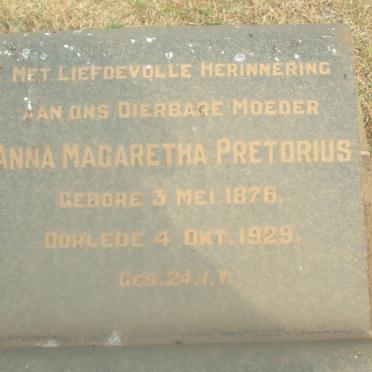 MET LIEFDEVOLLE HERINNERING
AAN ONS DIERBARE MOEDER
ANNA MAGARETHA PRETORIUS
GEBORE 3 MEI 1876.
OORLEDE 4 OKT. 1929.
GES. 24.1.V.